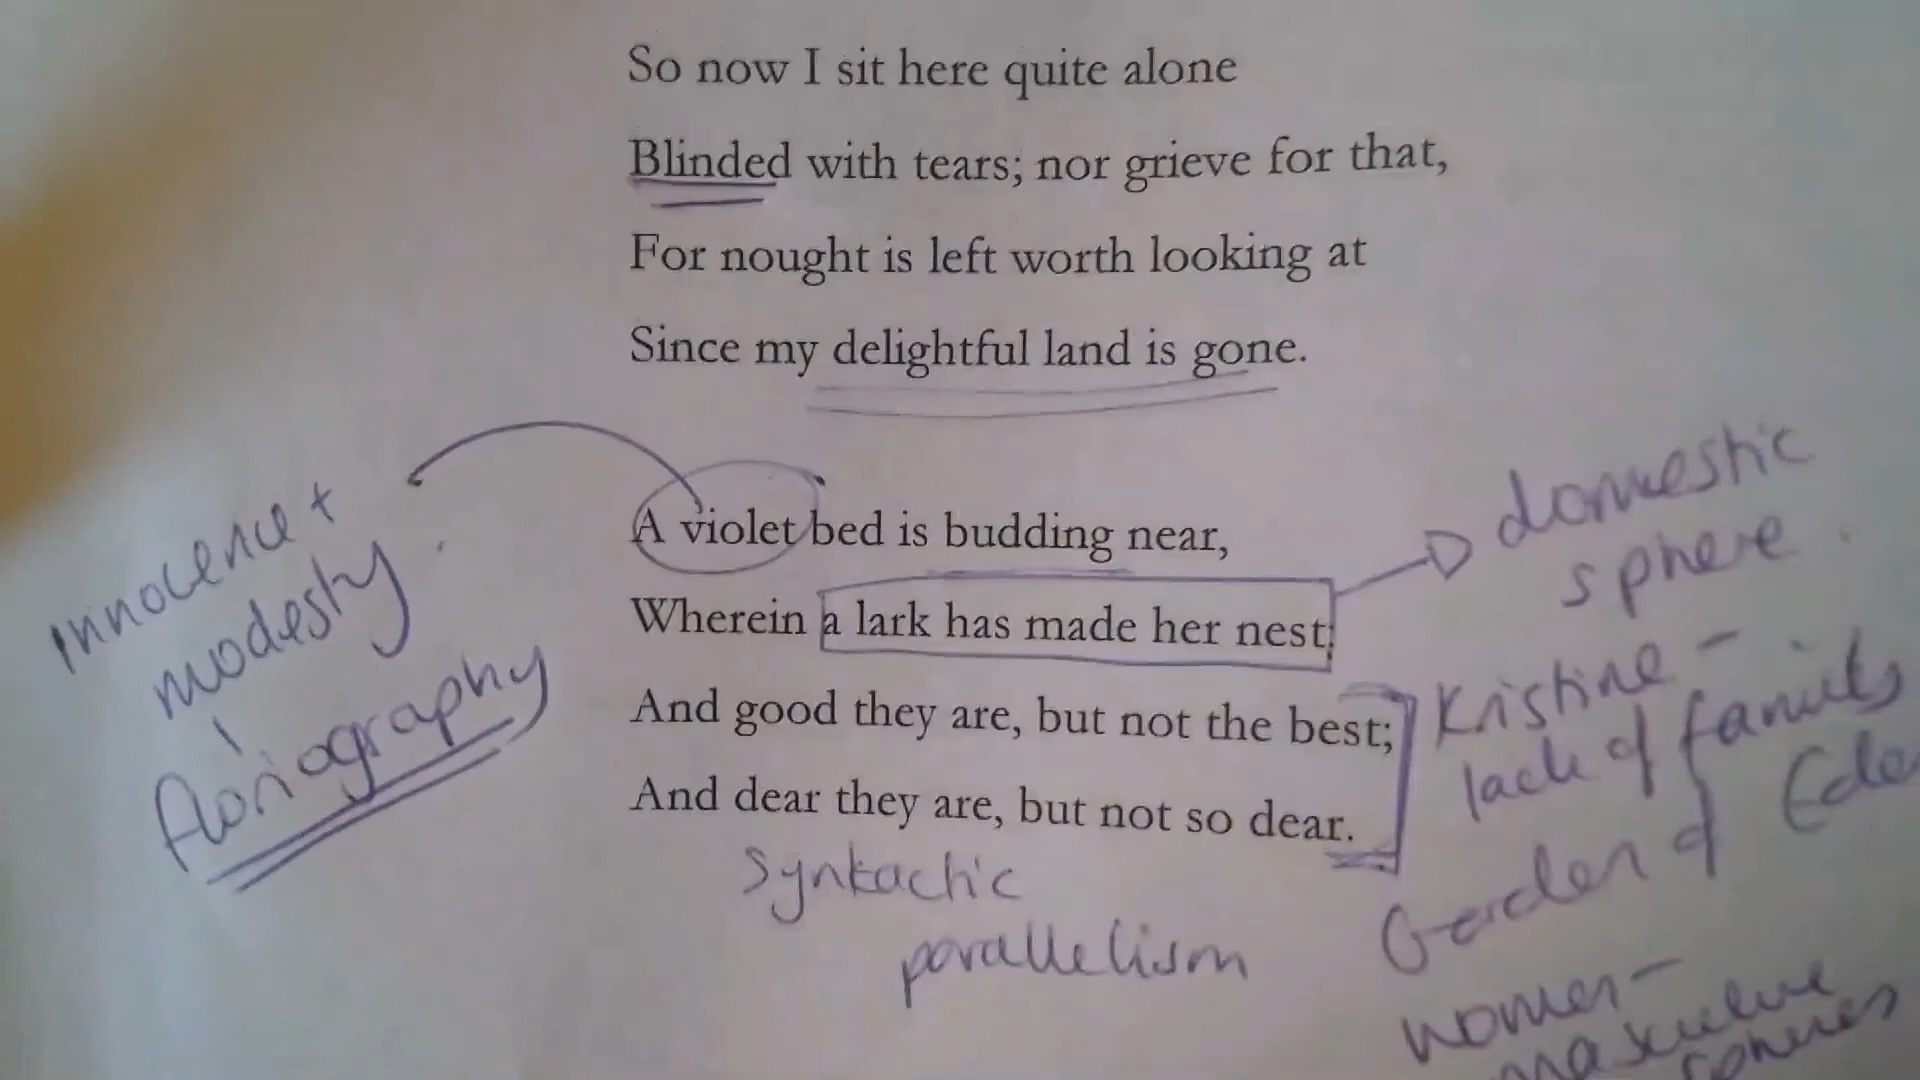 So now I sit here quite alone
Blinded with tears; nor grieve for that,
For nought is left worth looking at
Since my delightful land is gone.
A violet bed is budding near,
Wherein a lark has made her nest;
And good they are, but not the best;
And dear they are, but not so dear.
Innocence +
modesty.
floriography
domestic
sphere.
Kristine -
lack of family
Garden of Eden
syntactic
parallelism
women -
masculine
spheres